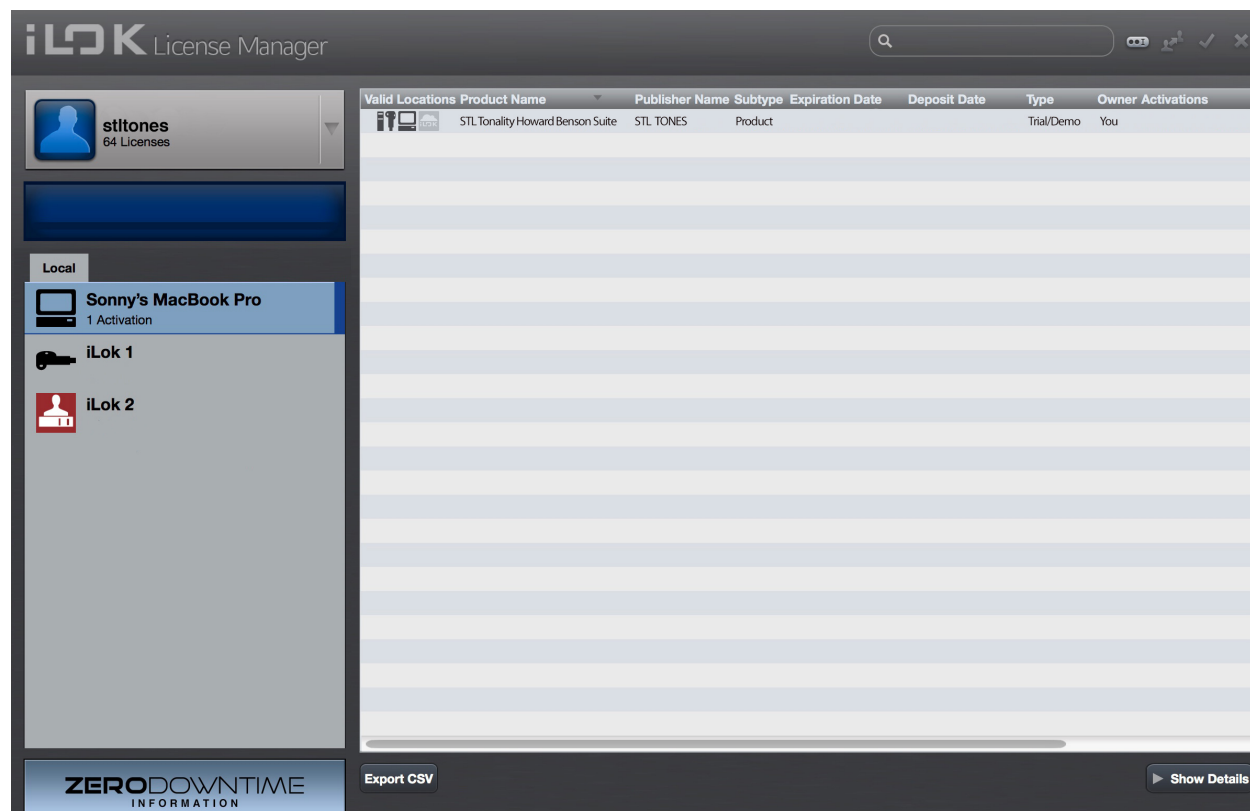 iLOK License Manager
stltones
64 Licenses
Local
Sonny's MacBook Pro
1 Activation
iLok 1
iLok 2
ZERODOWNTIME
INFORMATION
Valid Locations Product Name Publisher Name Subtype Expiration Date Deposit Date Type Owner Activations
iLOK STL Tonality Howard Benson Suite STL TONES Product Trial/Demo You
Export CSV
Show Details